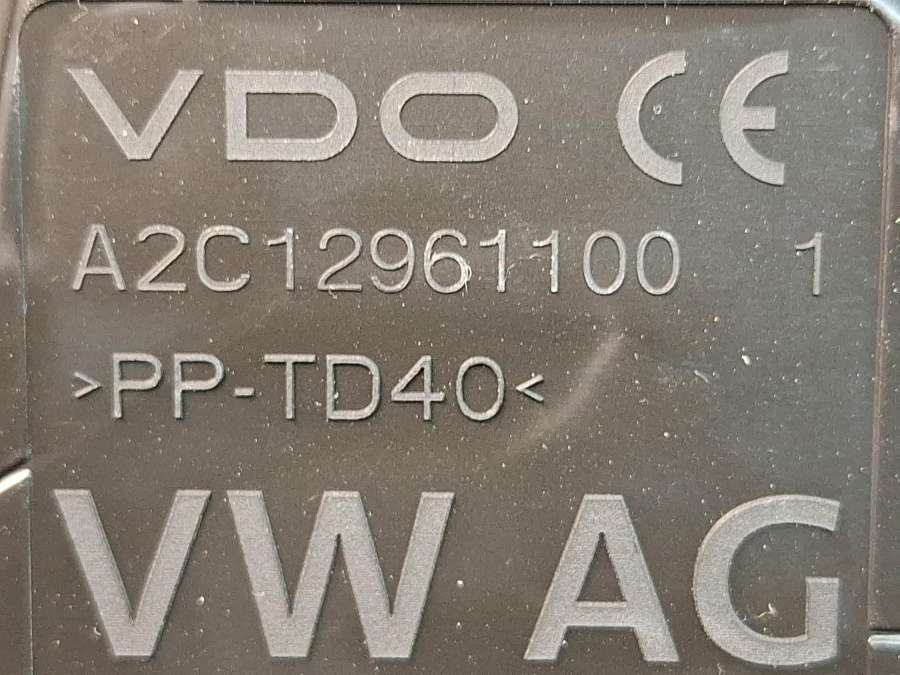 VDO CE
A2C12961100 1
>PP-TD40<
VW AG